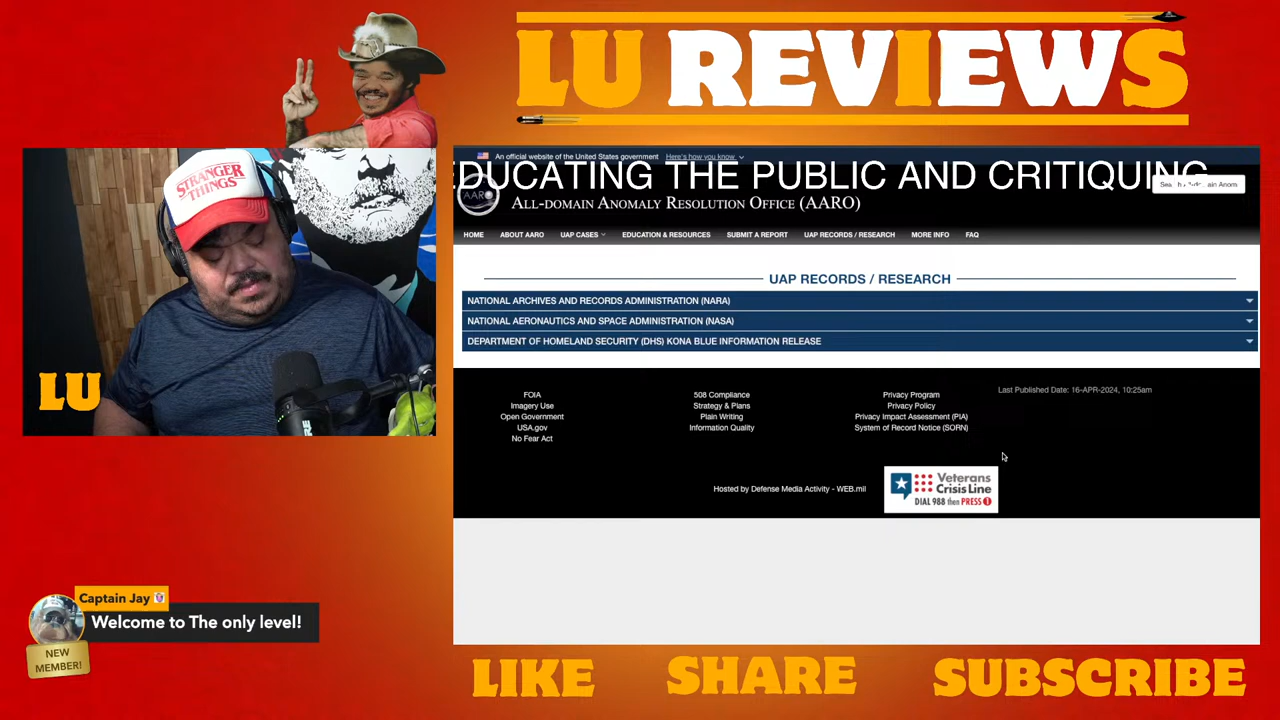 LU REVIEWS
STRANGER
THINGS
LU
An official website of the United States government Here's how you know
EDUCATING THE PUBLIC AND CRITIQUING
AARO
ALL-DOMAIN ANOMALY RESOLUTION OFFICE (AARO)
HOME ABOUT AARO UAP CASES EDUCATION & RESOURCES SUBMIT A REPORT UAP RECORDS / RESEARCH MORE INFO FAQ
UAP RECORDS / RESEARCH
NATIONAL ARCHIVES AND RECORDS ADMINISTRATION (NARA)
NATIONAL AERONAUTICS AND SPACE ADMINISTRATION (NASA)
DEPARTMENT OF HOMELAND SECURITY (DHS) KONA BLUE INFORMATION RELEASE
FOIA
Imagery Use
Open Government
USA.gov
No Fear Act
508 Compliance
Strategy & Plans
Plain Writing
Information Quality
Privacy Program
Privacy Policy
Privacy Impact Assessment (PIA)
System of Record Notice (SORN)
Last Published Date: 16-APR-2024, 10:25am
Hosted by Defense Media Activity - WEB.mil
Veterans
Crisis Line
DIAL 988 then PRESS 1
Captain Jay
Welcome to The only level!
NEW
MEMBER!
LIKE SHARE SUBSCRIBE